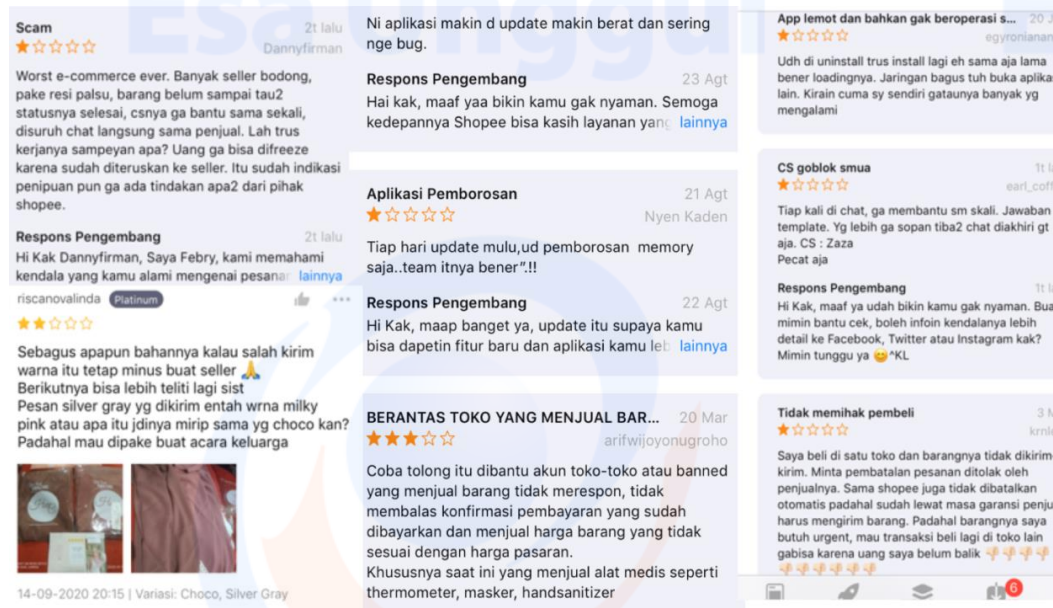 Scam
2t lalu
Dannyfirman
Worst e-commerce ever. Banyak seller bodong,
pake resi palsu, barang belum sampai tau2
statusnya selesai, csnya ga bantu sama sekali,
disuruh chat langsung sama penjual. Lah trus
kerjanya sampeyan apa? Uang ga bisa difreeze
karena sudah diteruskan ke seller. Itu sudah indikasi
penipuan pun ga ada tindakan apa2 dari pihak
shopee.
Respons Pengembang
2t lalu
Hi Kak Dannyfirman, Saya Febry, kami memahami
kendala yang kamu alami mengenai pesanan lainnya
riscanovalinda Platinum
Sebagus apapun bahannya kalau salah kirim
warna itu tetap minus buat seller 🙏
Berikutnya bisa lebih teliti lagi sist
Pesan silver gray yg dikirim entah wrna milky
pink atau apa itu jdinya mirip sama yg choco kan?
Padahal mau dipake buat acara keluarga
14-09-2020 20:15 | Variasi: Choco, Silver Gray
Ni aplikasi makin d update makin berat dan sering
nge bug.
Respons Pengembang
23 Agt
Hai kak, maaf yaa bikin kamu gak nyaman. Semoga
kedepannya Shopee bisa kasih layanan yang lainnya
Aplikasi Pemborosan
21 Agt
Nyen Kaden
Tiap hari update mulu,ud pemborosan memory
saja..team itnya bener”.!!
Respons Pengembang
22 Agt
Hi Kak, maap banget ya, update itu supaya kamu
bisa dapetin fitur baru dan aplikasi kamu leb lainnya
BERANTAS TOKO YANG MENJUAL BAR...
20 Mar
arifwijoyonugroho
Coba tolong itu dibantu akun toko-toko atau banned
yang menjual barang tidak merespon, tidak
membalas konfirmasi pembayaran yang sudah
dibayarkan dan menjual harga barang yang tidak
sesuai dengan harga pasaran.
Khususnya saat ini yang menjual alat medis seperti
thermometer, masker, handsanitizer
App lemot dan bahkan gak beroperasi s...
20 J
egyronianan
Udh di uninstall trus install lagi eh sama aja lama
bener loadingnya. Jaringan bagus tuh buka aplika
lain. Kirain cuma sy sendiri gataunya banyak yg
mengalami
CS goblok smua
1t la
earl_coff
Tiap kali di chat, ga membantu sm skali. Jawaban
template. Yg lebih ga sopan tiba2 chat diakhiri gt
aja. CS : Zaza
Pecat aja
Respons Pengembang
1t la
Hi Kak, maaf ya udah bikin kamu gak nyaman. Bua
mimin bantu cek, boleh infoin kendalanya lebih
detail ke Facebook, Twitter atau Instagram kak?
Mimin tunggu ya 😊^KL
Tidak memihak pembeli
3 M
krnle
Saya beli di satu toko dan barangnya tidak dikirim
kirim. Minta pembatalan pesanan ditolak oleh
penjualnya. Sama shopee juga tidak dibatalkan
otomatis padahal sudah lewat masa garansi penju
harus mengirim barang. Padahal barangnya saya
butuh urgent, mau transaksi beli lagi di toko lain
gabisa karena uang saya belum balik 👎👎👎👎
👎👎👎👎👎👎
6
Esa Unggul